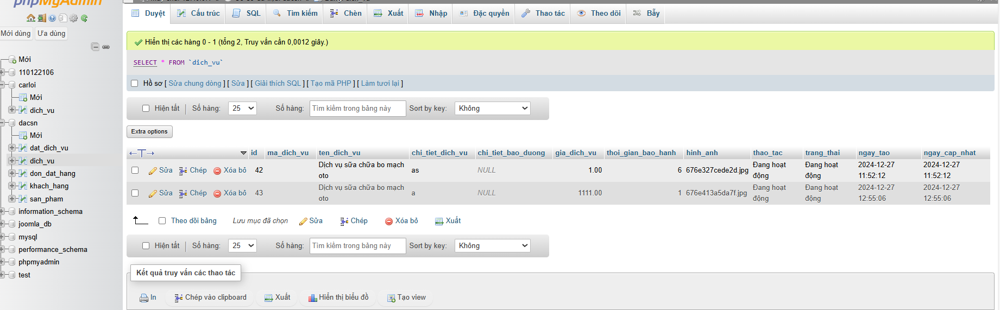 phpMyAdmin
Mới dùng Ưa dùng
Mới
110122106
carloi
Mới
dich_vu
dacsn
Mới
dat_dich_vu
dich_vu
don_dat_hang
khach_hang
san_pham
information_schema
joomla_db
mysql
performance_schema
phpmyadmin
test
Duyệt Cấu trúc SQL Tìm kiếm Chèn Xuất Nhập Đặc quyền Thao tác Theo dõi Bẫy
Hiển thị các hàng 0 - 1 (tổng 2, Truy vấn cần 0,0012 giây.)
SELECT * FROM `dich_vu`
Hồ sơ [ Sửa chung dòng ] [ Sửa ] [ Giải thích SQL ] [ Tạo mã PHP ] [ Làm tươi lại ]
Hiện tất Số hàng: 25 Số hàng: Tìm kiếm trong bảng này Sort by key: Không
Extra options
id ma_dich_vu ten_dich_vu chi_tiet_dich_vu chi_tiet_bao_duong gia_dich_vu thoi_gian_bao_hanh hinh_anh thao_tac trang_thai ngay_tao ngay_cap_nhat
Sửa Chép Xóa bỏ 42 Dịch vụ sữa chữa bo mạch oto as NULL 1.00 6 676e327cede2d.jpg Đang hoạt động Đang hoạt động 2024-12-27 11:52:12 2024-12-27 11:52:12
Sửa Chép Xóa bỏ 43 Dịch vụ sữa chữa bo mạch oto a NULL 1111.00 1 676e413a5da7f.jpg Đang hoạt động Đang hoạt động 2024-12-27 12:55:06 2024-12-27 12:55:06
Theo dõi bảng Lưu mục đã chọn Sửa Chép Xóa bỏ Xuất
Hiện tất Số hàng: 25 Số hàng: Tìm kiếm trong bảng này Sort by key: Không
Kết quả truy vấn các thao tác
In Chép vào clipboard Xuất Hiển thị biểu đồ Tạo view